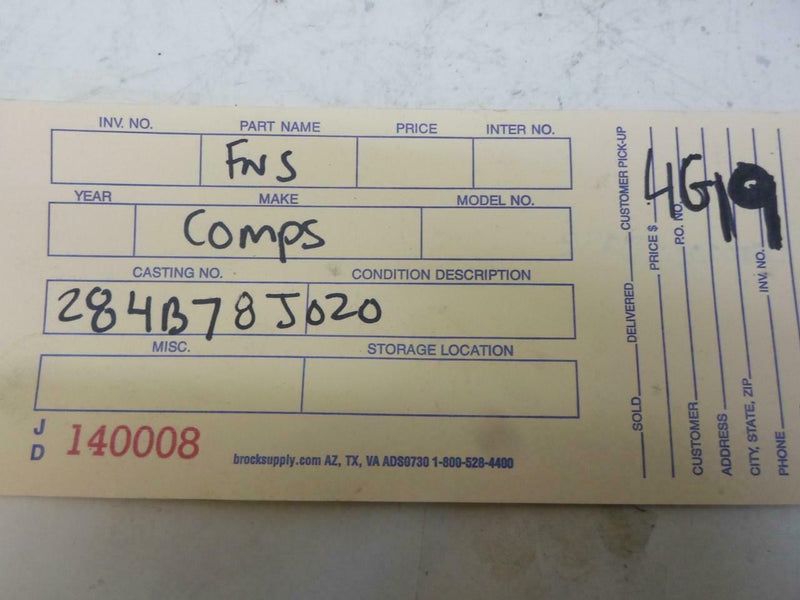 INV. NO. PART NAME PRICE INTER NO.
FNS
YEAR MAKE MODEL NO.
Comps
CASTING NO. CONDITION DESCRIPTION
284B78J020
MISC. STORAGE LOCATION
J
D
140008
brocksupply.com AZ, TX, VA ADS0730 1-800-528-4400
SOLD DELIVERED CUSTOMER PICK-UP
PRICE $
CUSTOMER P.O. NO.
ADDRESS
CITY, STATE, ZIP
PHONE INV. NO.